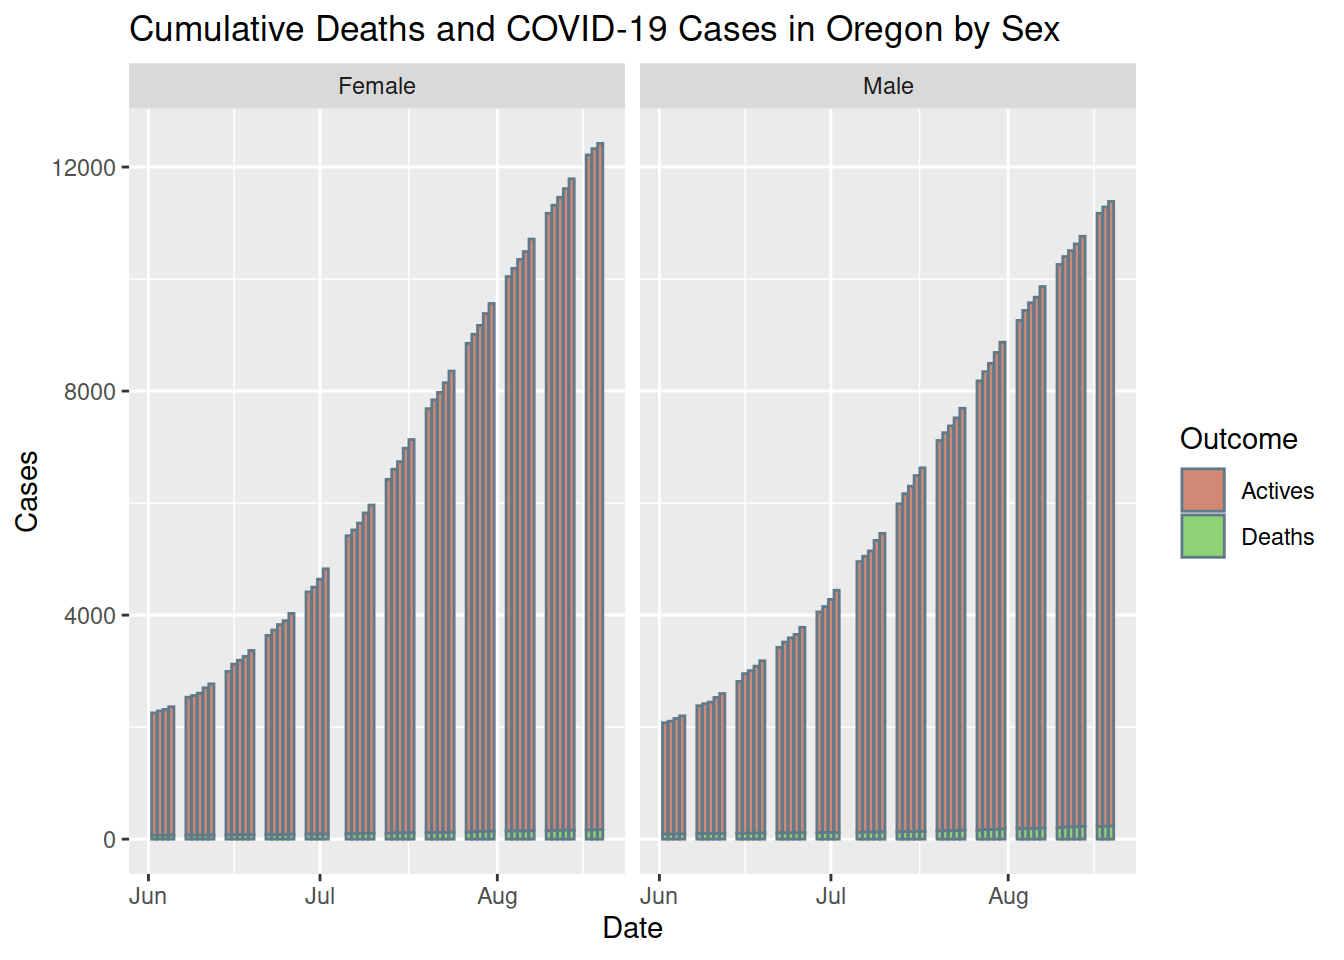 Cumulative Deaths and COVID-19 Cases in Oregon by Sex
Female
Male
12000
8000
4000
0
Cases
Jun
Jul
Aug
Jun
Jul
Aug
Date
Outcome
Actives
Deaths